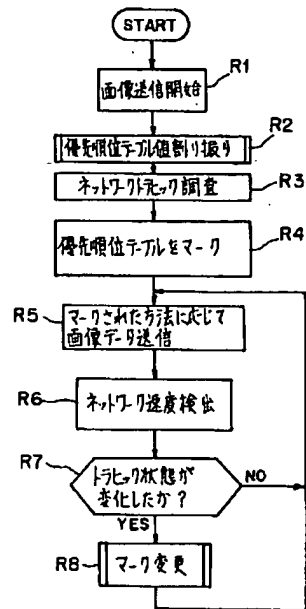 START
R1
画像送信開始
R2
優先順位テーブル値割り振り
R3
ネットワークトラヒック調査
R4
優先順位テーブルをマーク
R5
マークされた方法に応じて
画像データ送信
R6
ネットワーク速度検出
R7
トラヒック状態が
変化したか?
NO
YES
R8
マーク変更